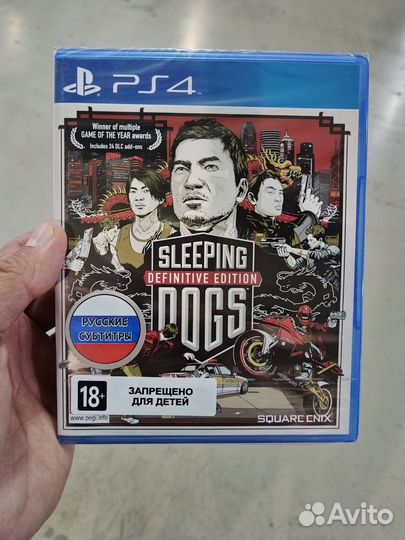 PS4
Winner of multiple
GAME OF THE YEAR awards
Includes 24 DLC add-ons
SLEEPING
DEFINITIVE EDITION
DOGS
РУССКИЕ
СУБТИТРЫ
18+
www.pegi.info
ЗАПРЕЩЕНО
ДЛЯ ДЕТЕЙ
SQUARE ENIX
Avito